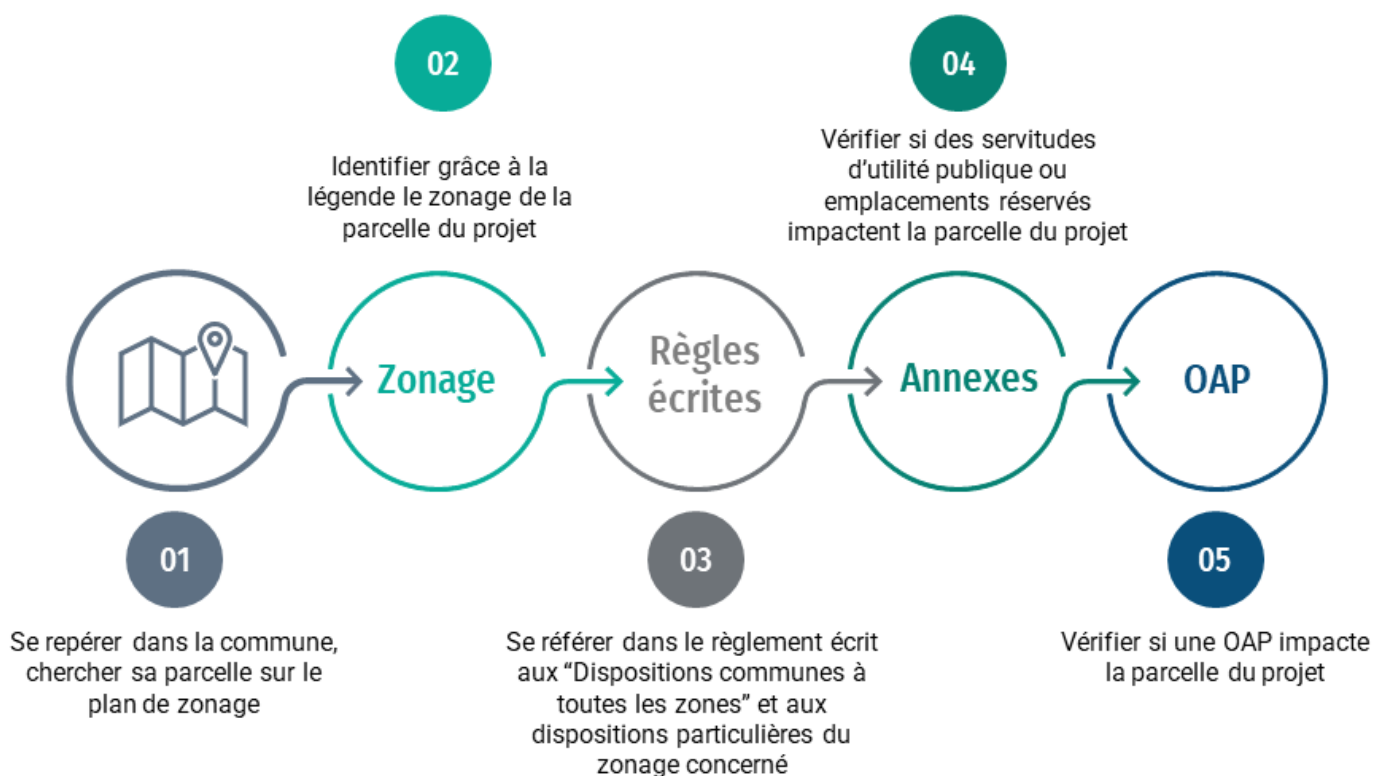 02
Identifier grâce à la
légende le zonage de la
parcelle du projet
04
Vérifier si des servitudes
d'utilité publique ou
emplacements réservés
impactent la parcelle du projet
Zonage
Règles
écrites
Annexes
OAP
01
Se repérer dans la commune,
chercher sa parcelle sur le
plan de zonage
03
Se référer dans le règlement écrit
aux “Dispositions communes à
toutes les zones” et aux
dispositions particulières du
zonage concerné
05
Vérifier si une OAP impacte
la parcelle du projet